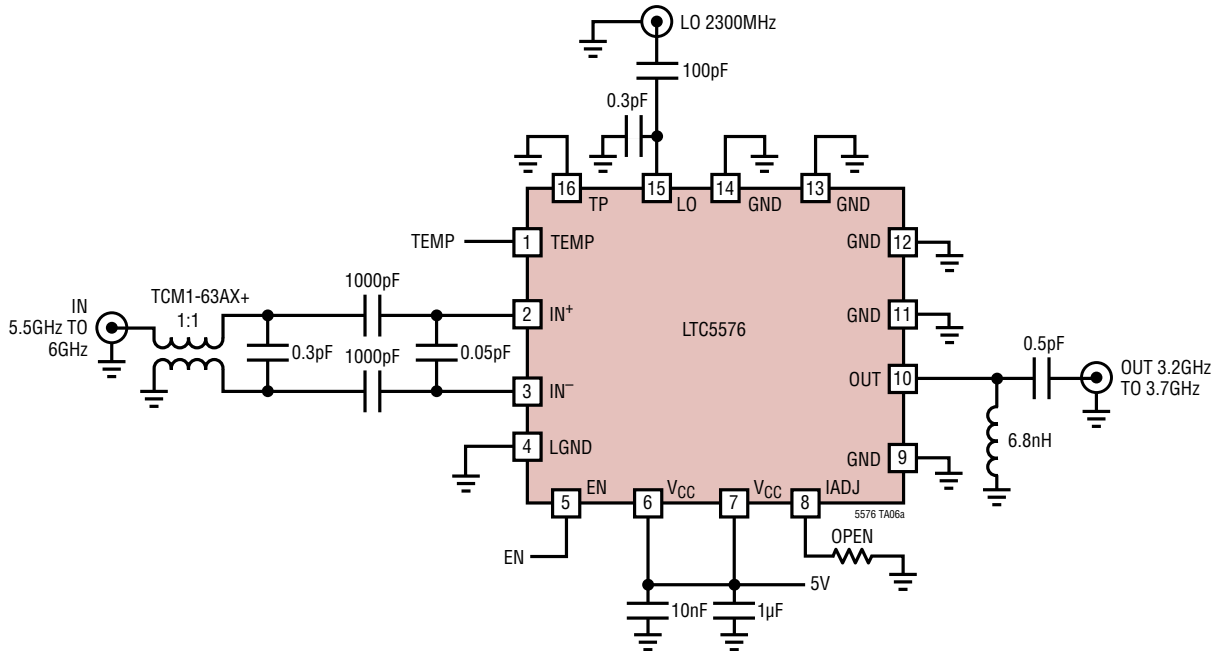 LO 2300MHz
100pF
0.3pF
16
15
14
13
TP
LO
GND
GND
TEMP
1
TEMP
GND
12
IN
5.5GHz TO
6GHz
TCM1-63AX+
1:1
1000pF
2
IN+
LTC5576
GND
11
0.3pF
1000pF
0.05pF
0.5pF
3
IN–
OUT
10
OUT 3.2GHz
TO 3.7GHz
4
LGND
6.8nH
GND
9
EN
VCC
VCC
IADJ
5
6
7
8
5576 TA06a
EN
OPEN
5V
10nF
1µF